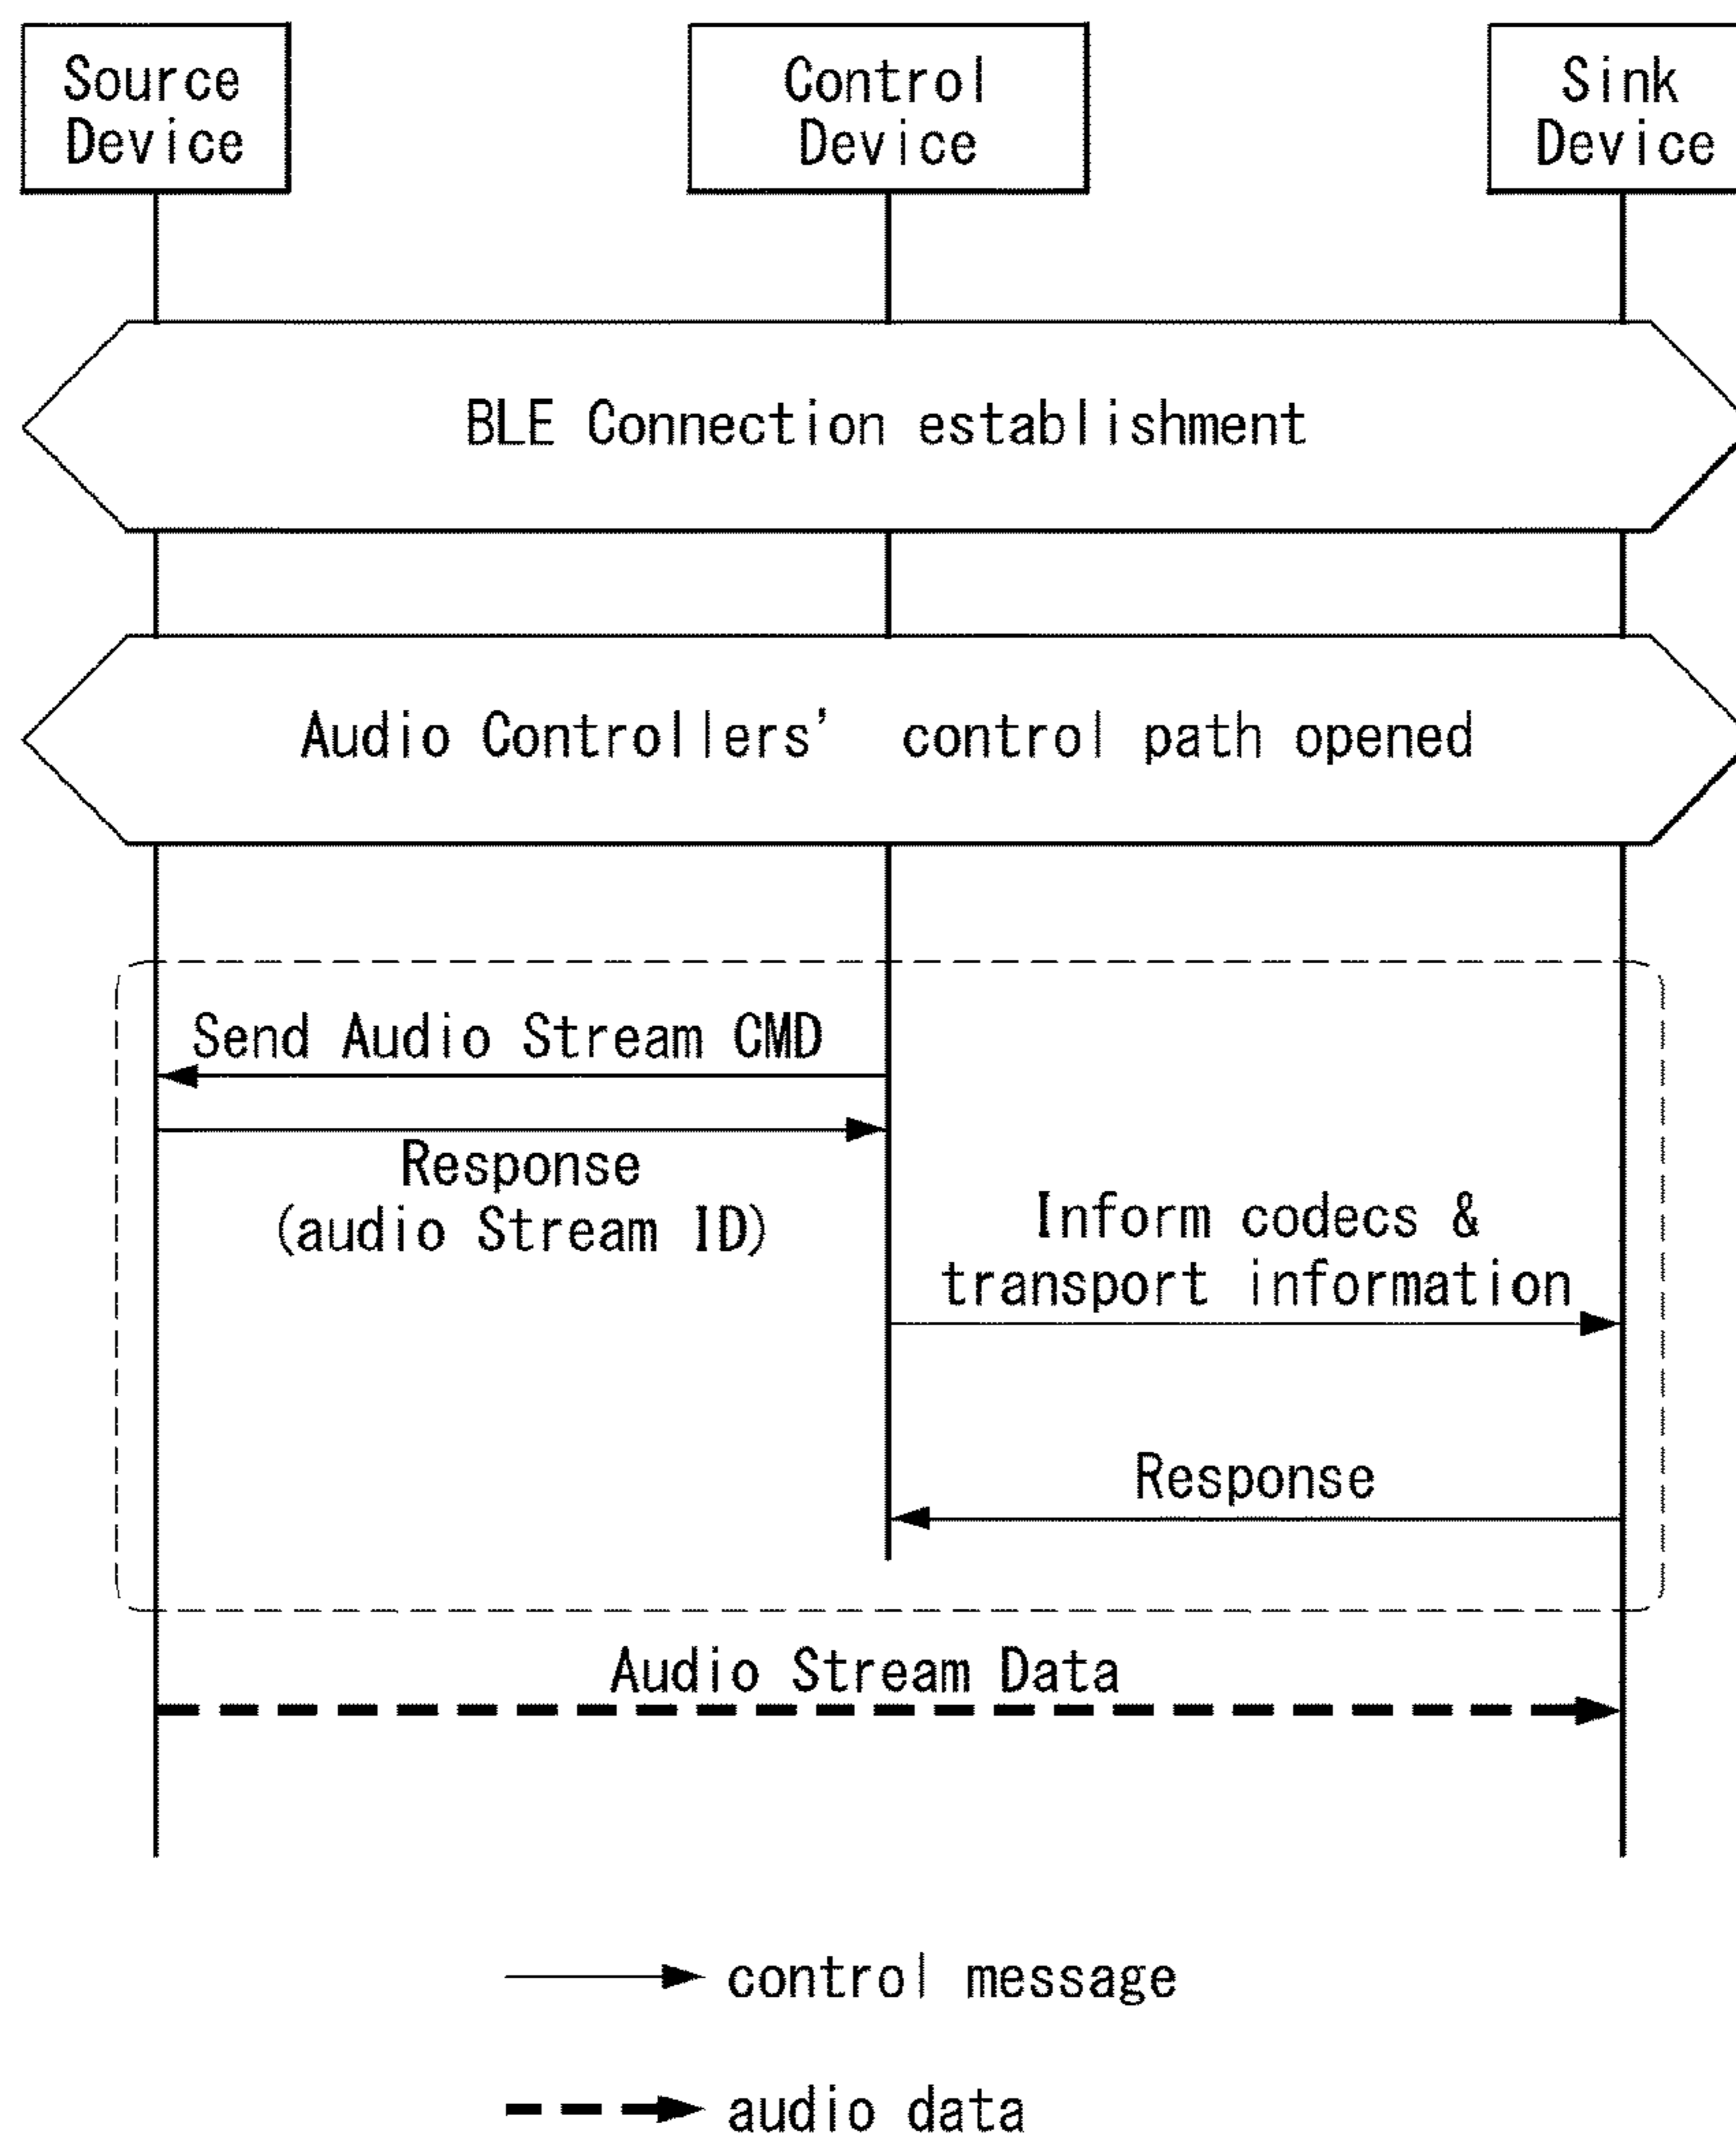 Source
Device
Control
Device
Sink
Device
BLE Connection establishment
Audio Controllers' control path opened
Send Audio Stream CMD
Response
(audio Stream ID)
Inform codecs &
transport information
Response
Audio Stream Data
control message
audio data